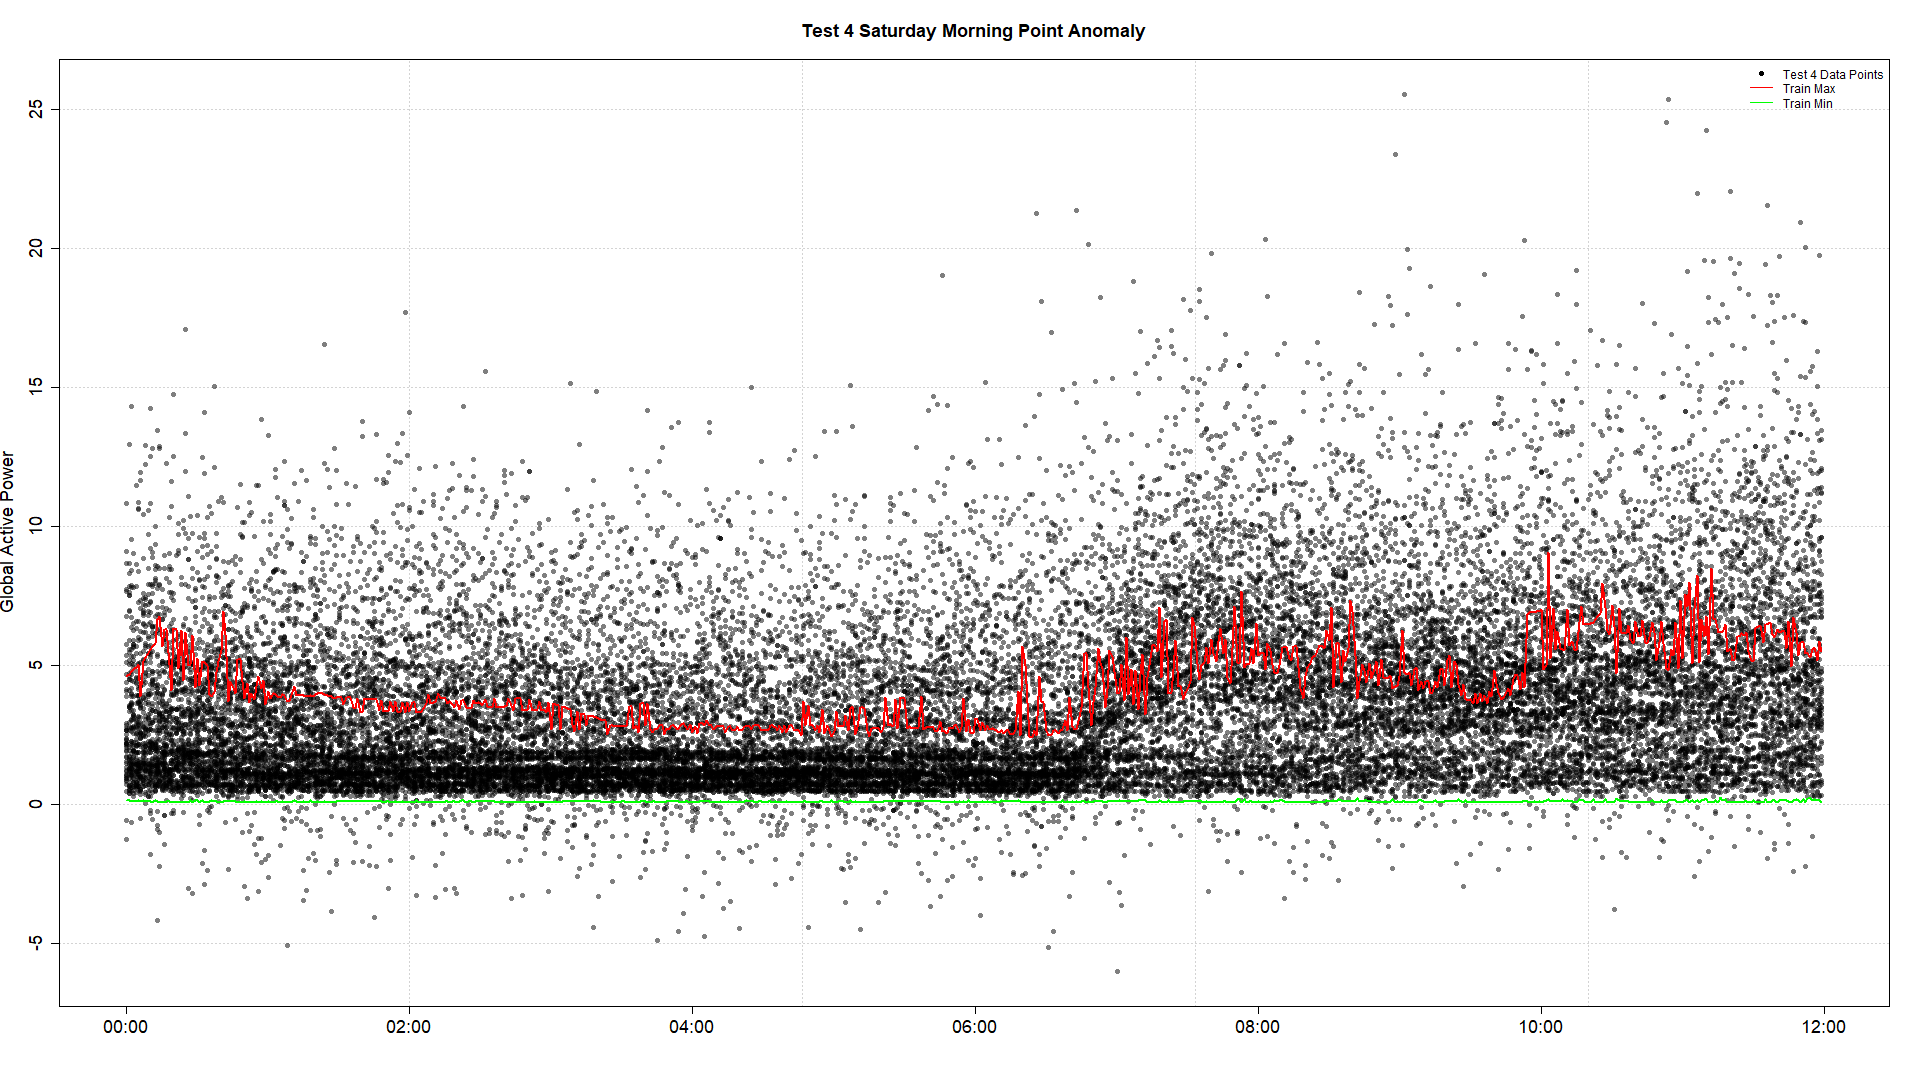 Test 4 Saturday Morning Point Anomaly
Test 4 Data Points
Train Max
Train Min
Global Active Power
25
20
15
10
5
0
-5
00:00
02:00
04:00
06:00
08:00
10:00
12:00